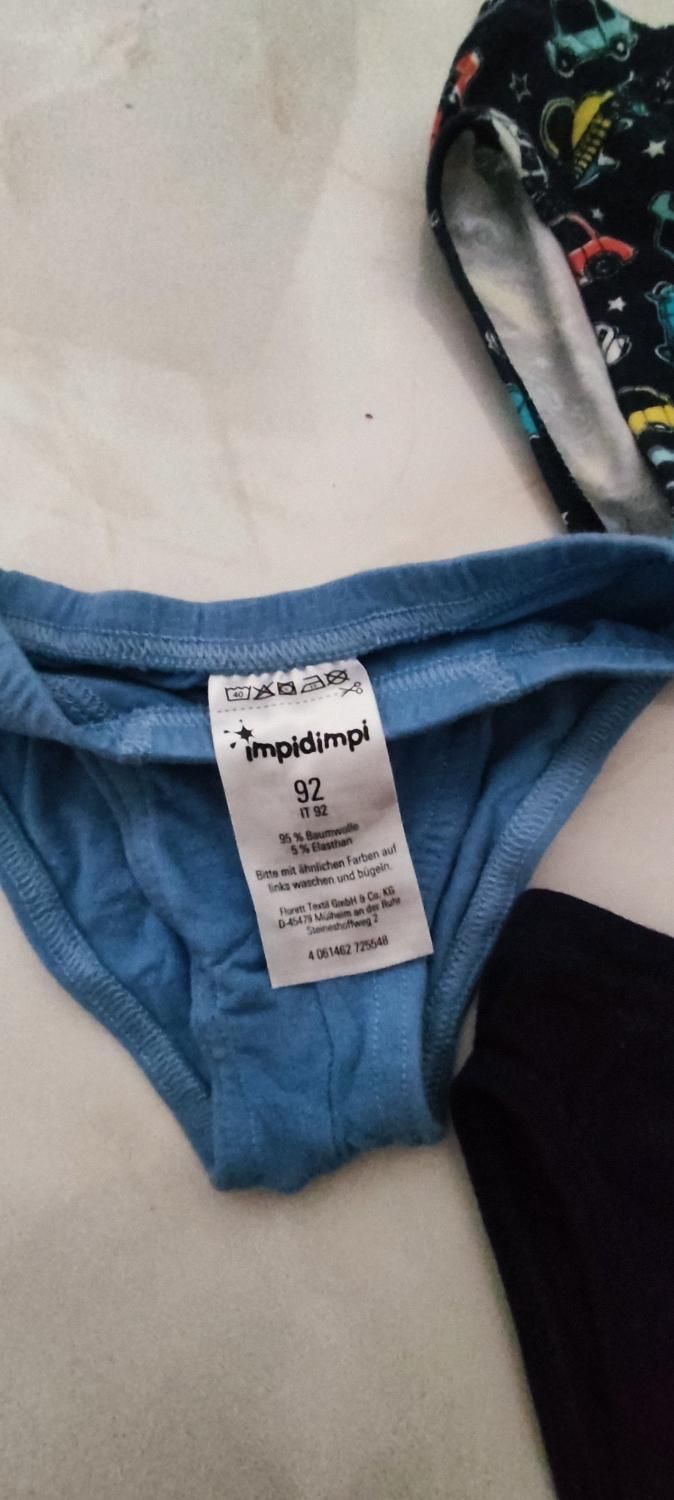 40
impidimpi
92
IT 92
95 % Baumwolle
5 % Elasthan
Bitte mit ähnlichen Farben auf
links waschen und bügeln.
Florett Textil GmbH & Co. KG
D-45479 Mülheim an der Ruhr
Steineshoffweg 2
4 061462 725548